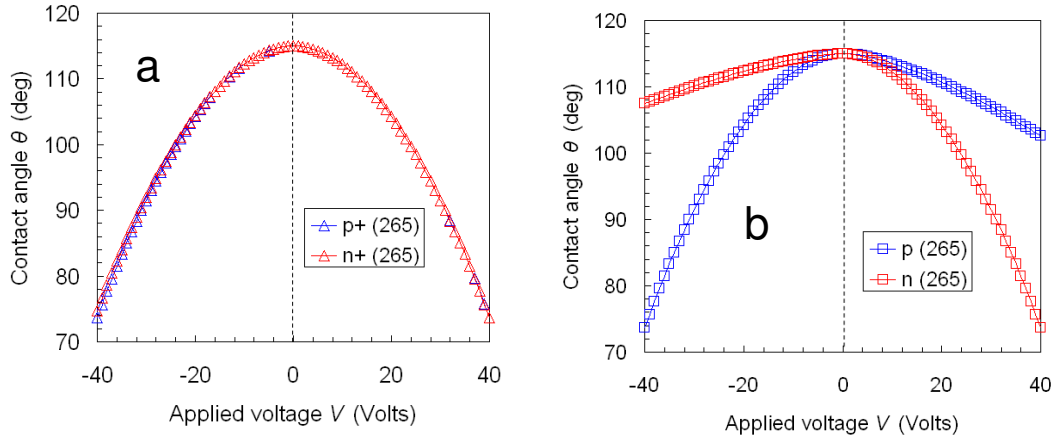 a
Contact angle θ (deg)
120
110
100
90
80
70
p+ (265)
n+ (265)
-40 -20 0 20 40
Applied voltage V (Volts)
b
Contact angle θ (deg)
120
110
100
90
80
70
p (265)
n (265)
-40 -20 0 20 40
Applied voltage V (Volts)